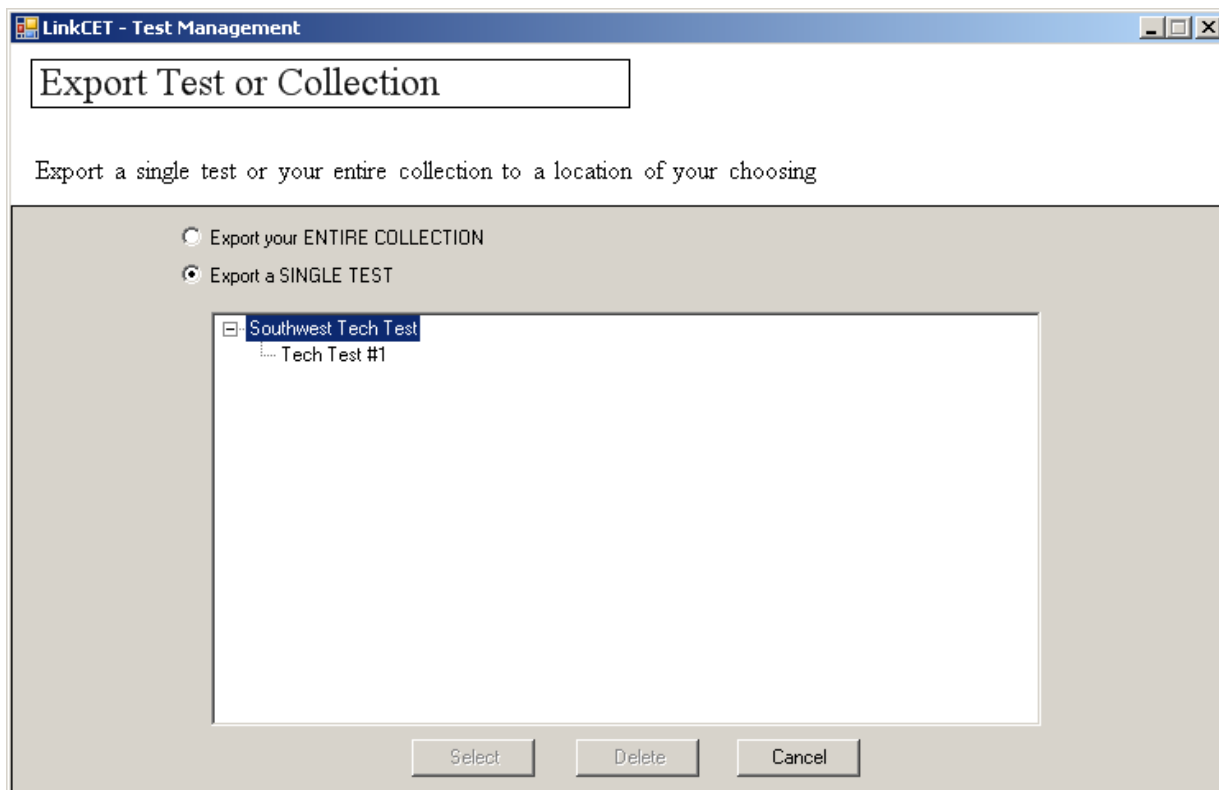 LinkCET - Test Management
Export Test or Collection
Export a single test or your entire collection to a location of your choosing
Export your ENTIRE COLLECTION
Export a SINGLE TEST
Southwest Tech Test
Tech Test #1
Select Delete Cancel